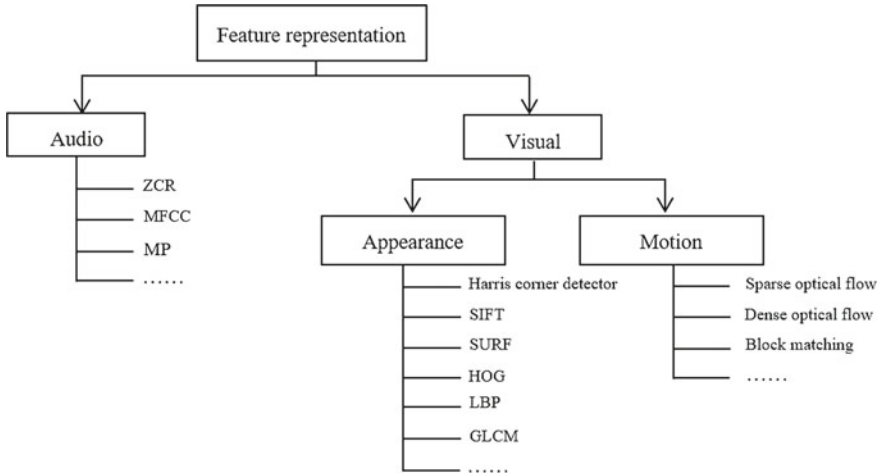 Feature representation
Audio
Visual
ZCR
MFCC
MP
......
Appearance
Motion
Harris corner detector
SIFT
SURF
HOG
LBP
GLCM
......
Sparse optical flow
Dense optical flow
Block matching
......